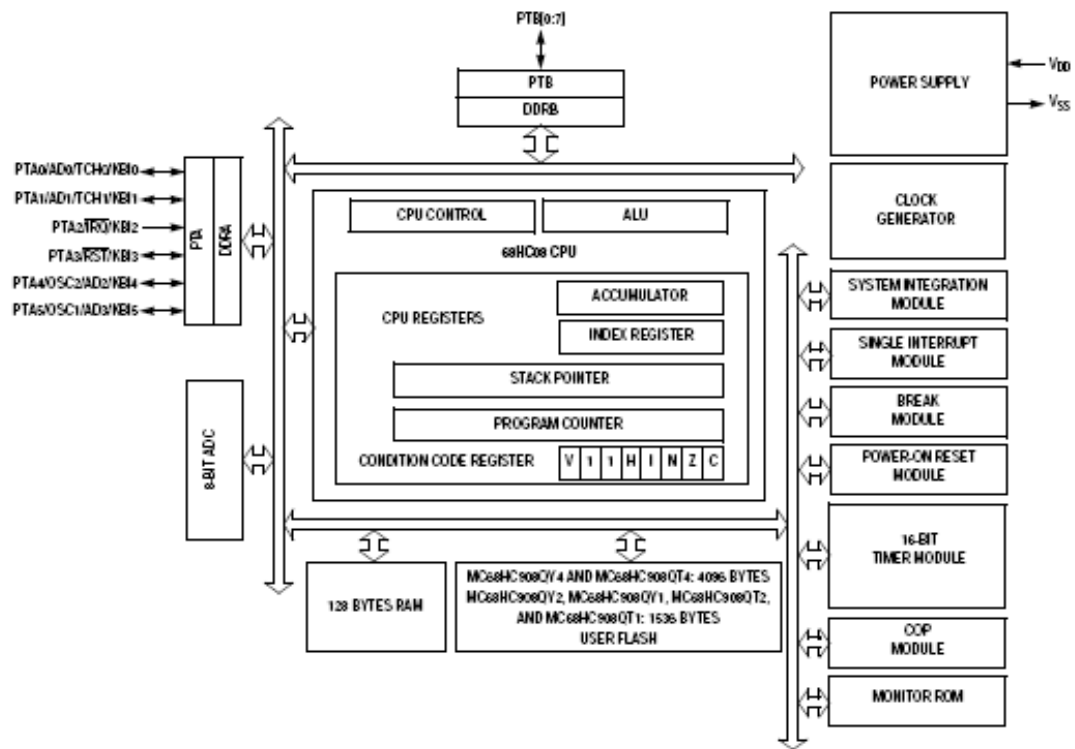 PTB[0:7]
PTB
DDRB
POWER SUPPLY
VDD
VSS
PTA0/AD0/TCH0/KBI0
PTA1/AD1/TCH1/KBI1
PTA2/IRQ/KBI2
PTA3/RST/KBI3
PTA4/OSC2/AD2/KBI4
PTA5/OSC1/AD3/KBI5
PTA
DDRA
8-BIT ADC
CPU CONTROL
ALU
68HC08 CPU
CPU REGISTERS
ACCUMULATOR
INDEX REGISTER
STACK POINTER
PROGRAM COUNTER
CONDITION CODE REGISTER
V 1 1 H I N Z C
128 BYTES RAM
MC68HC908QY4 AND MC68HC908QT4: 4096 BYTES
MC68HC908QY2, MC68HC908QY1, MC68HC908QT2,
AND MC68HC908QT1: 1536 BYTES
USER FLASH
CLOCK
GENERATOR
SYSTEM INTEGRATION
MODULE
SINGLE INTERRUPT
MODULE
BREAK
MODULE
POWER-ON RESET
MODULE
16-BIT
TIMER MODULE
COP
MODULE
MONITOR ROM